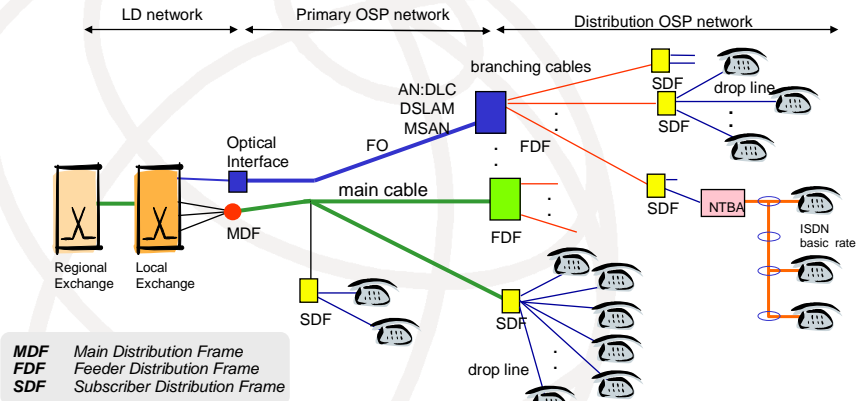 LD network
Primary OSP network
Distribution OSP network
branching cables
AN:DLC
DSLAM
MSAN
SDF
drop line
SDF
Optical
Interface
FO
FDF
main cable
SDF
NTBA
MDF
FDF
ISDN
basic rate
Regional
Exchange
Local
Exchange
SDF
SDF
drop line
MDF Main Distribution Frame
FDF Feeder Distribution Frame
SDF Subscriber Distribution Frame